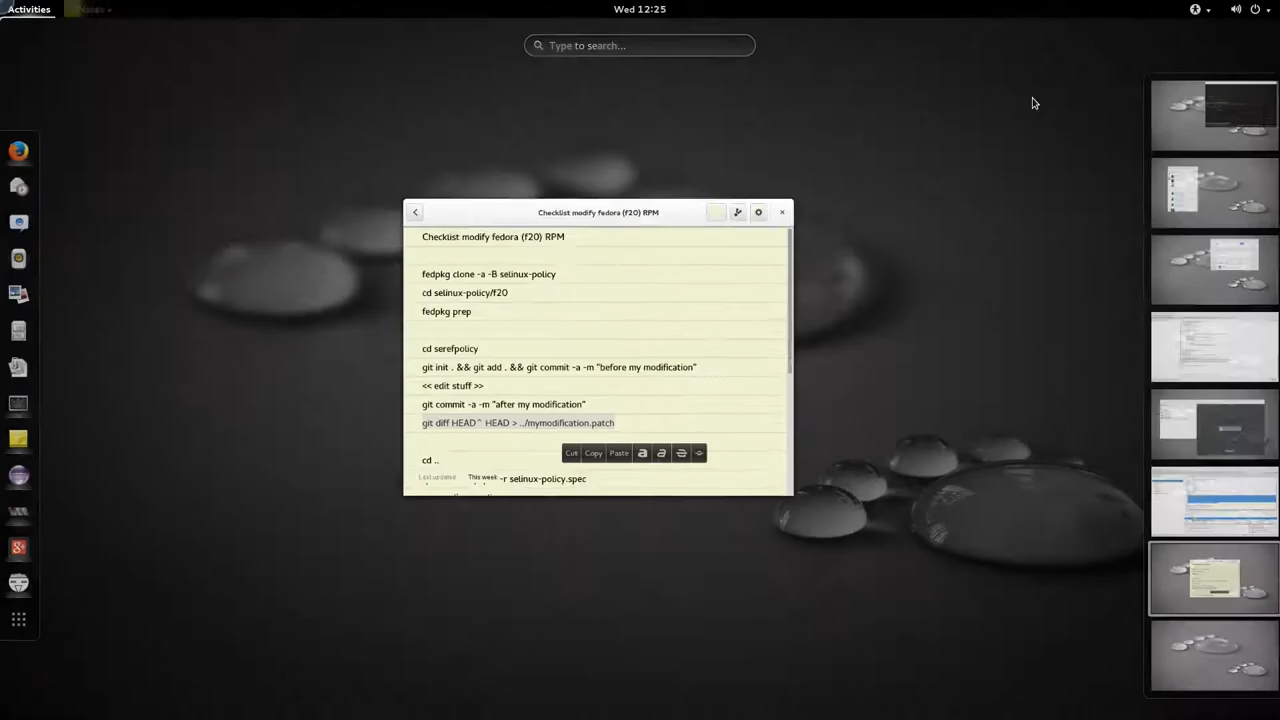 Activities
Wed 12:25
Type to search...
Checklist modify fedora (f20) RPM
Checklist modify fedora (f20) RPM
fedpkg clone -a -B selinux-policy
cd selinux-policy/f20
fedpkg prep
cd serefpolicy
git init . && git add . && git commit -a -m "before my modification"
<< edit stuff >>
git commit -a -m "after my modification"
git diff HEAD^ HEAD > ../mymodification.patch
Cut Copy Paste a a
cd ..
Last updated This week -r selinux-policy.spec